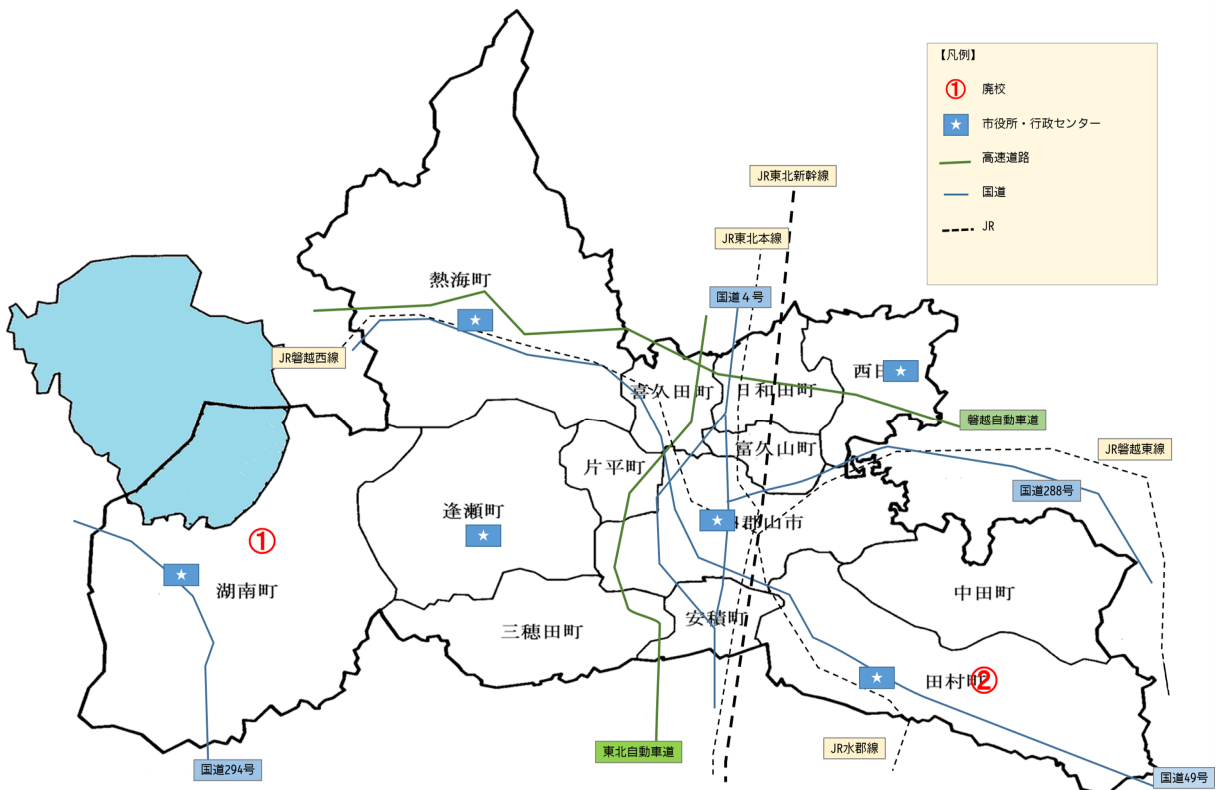 【凡例】
① 廃校
市役所・行政センター
高速道路
国道
JR
JR東北新幹線
JR東北本線
熱海町
国道4号
JR磐越西線
西日
喜久田町
日和田町
磐越自動車道
JR磐越東線
富久山町
片平町
国道288号
逢瀬町
郡山市
①
湖南町
中田町
安積町
三穂田町
田村町
②
東北自動車道
JR水郡線
国道294号
国道49号